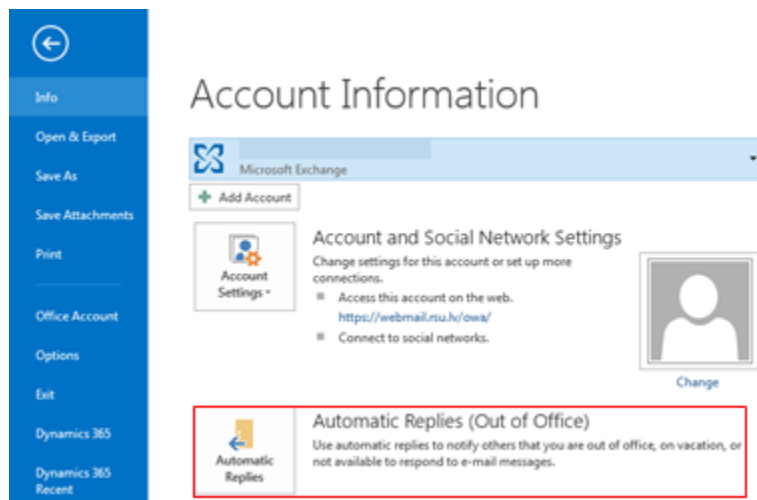 Info
Open & Export
Save As
Save Attachments
Print
Office Account
Options
Exit
Dynamics 365
Dynamics 365
Recent
Account Information
Microsoft Exchange
Add Account
Account
Settings
Account and Social Network Settings
Change settings for this account or set up more
connections.
Access this account on the web.
https://webmail.rsu.lv/owa/
Connect to social networks.
Change
Automatic
Replies
Automatic Replies (Out of Office)
Use automatic replies to notify others that you are out of office, on vacation, or
not available to respond to e-mail messages.